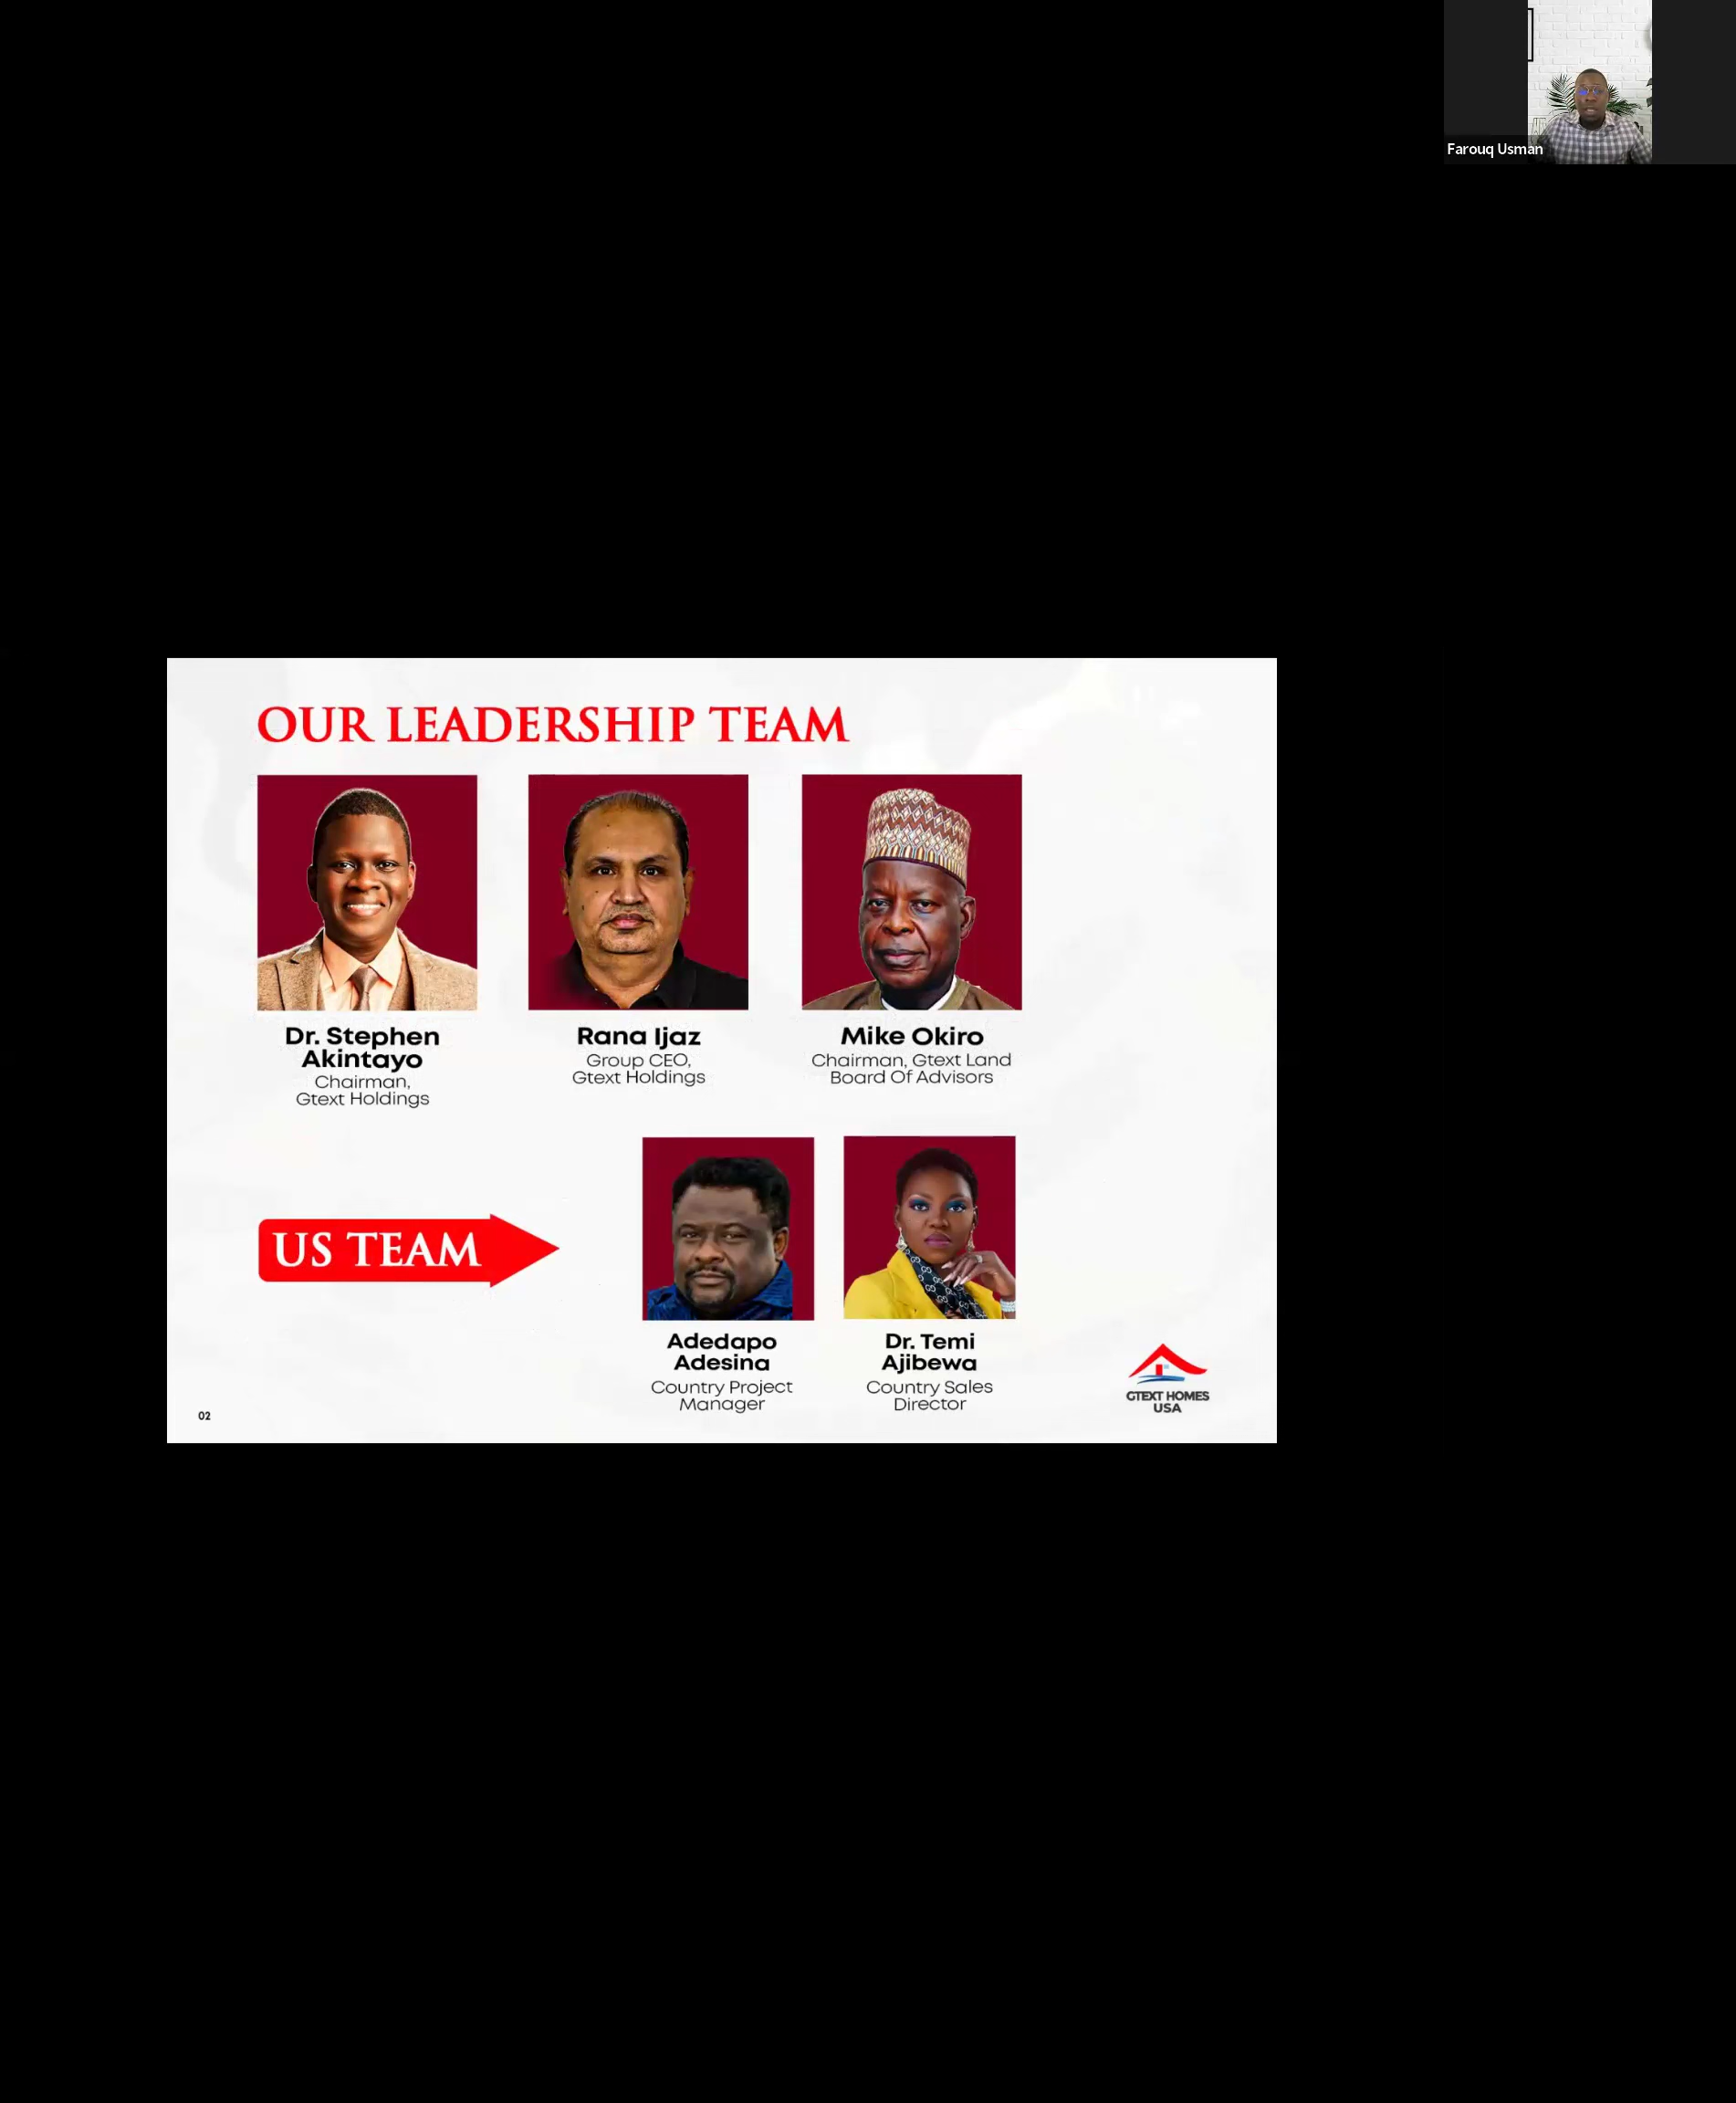 Farouq Usman
OUR LEADERSHIP TEAM
Dr. Stephen
Akintayo
Chairman,
Gtext Holdings
Rana Ijaz
Group CEO,
Gtext Holdings
Mike Okiro
Chairman, Gtext Land
Board Of Advisors
US TEAM
Adedapo
Adesina
Country Project
Manager
Dr. Temi
Ajibewa
Country Sales
Director
GTEXT HOMES
USA
02